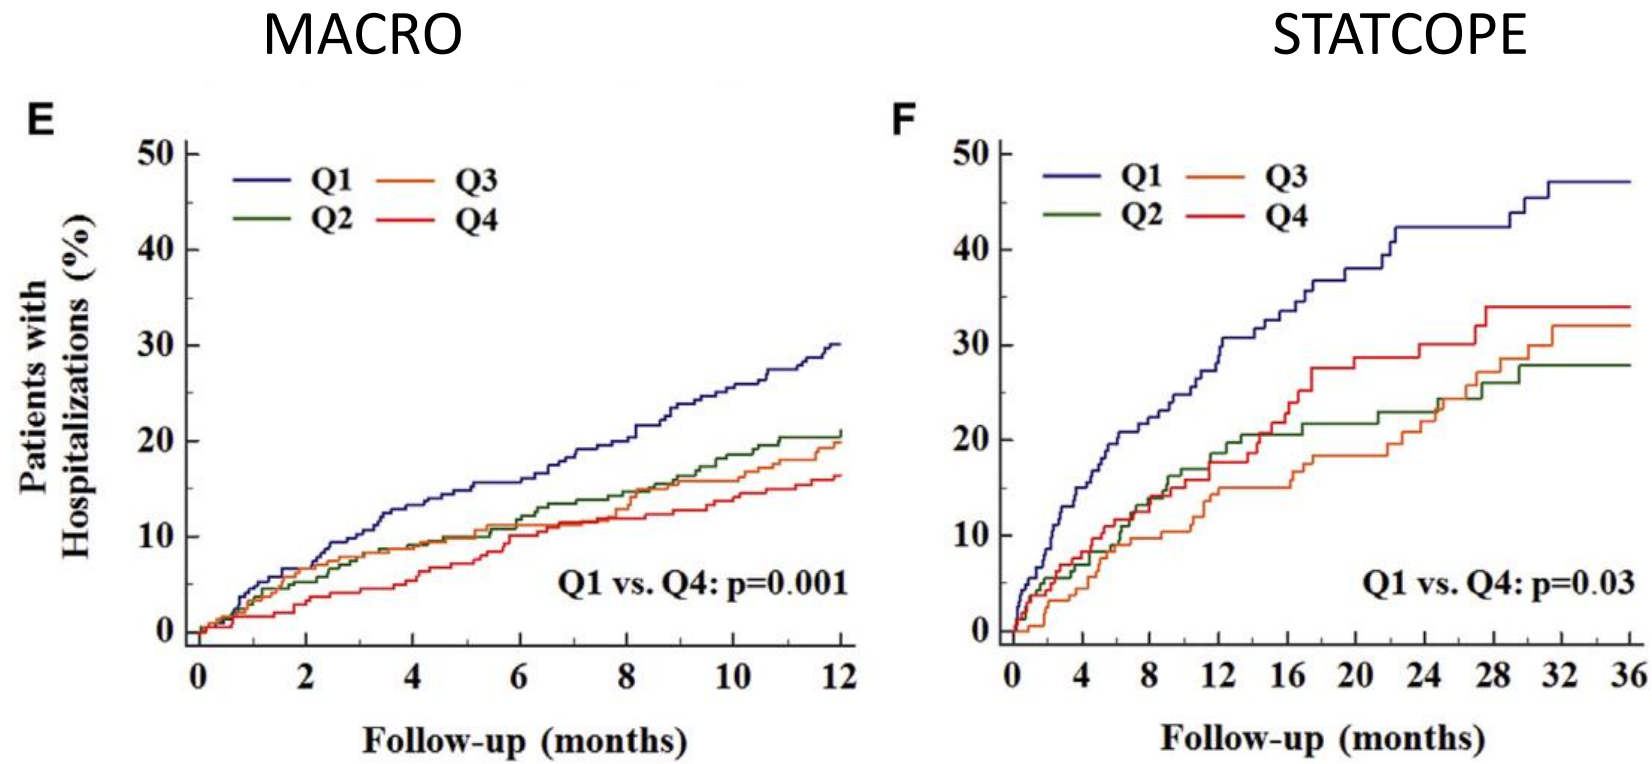 MACRO
STATCOPE
E
50
40
30
20
10
0
Patients with
Hospitalizations (%)
Q1 Q3
Q2 Q4
Q1 vs. Q4: p=0.001
0 2 4 6 8 10 12
Follow-up (months)
F
50
40
30
20
10
0
Q1 Q3
Q2 Q4
Q1 vs. Q4: p=0.03
0 4 8 12 16 20 24 28 32 36
Follow-up (months)